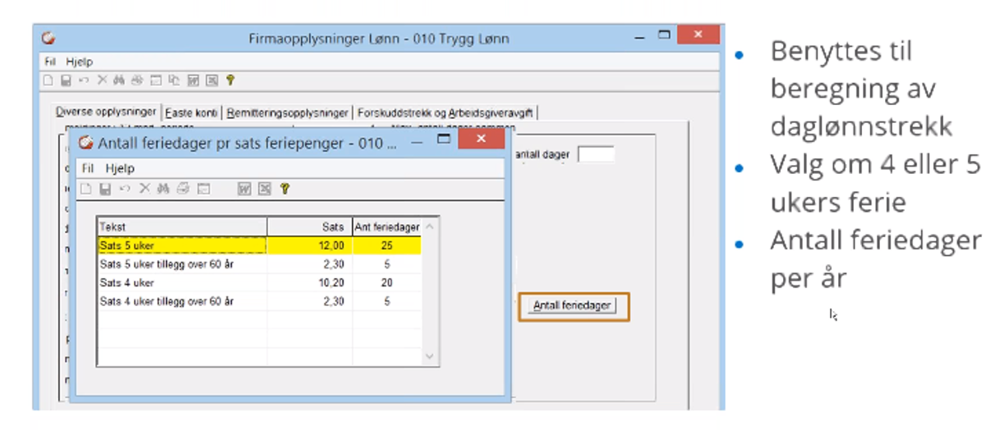 Firmaopplysninger Lønn - 010 Trygg Lønn
Fil Hjelp
Diverse opplysninger Faste konti Remitteringsopplysninger Forskuddstrekk og Arbeidsgiveravgift
antall dager
Antall feriedager pr sats feriepenger - 010 ...
Fil Hjelp
Tekst Sats Ant feriedager
Sats 5 uker 12,00 25
Sats 5 uker tillegg over 60 år 2,30 5
Sats 4 uker 10,20 20
Sats 4 uker tillegg over 60 år 2,30 5
Antall feriedager
• Benyttes til
beregning av
daglønnstrekk
• Valg om 4 eller 5
ukers ferie
• Antall feriedager
per år